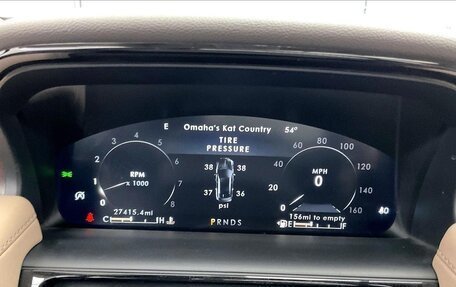 E Omaha's Kat Country 54°
TIRE
PRESSURE
3 4 5
2 6
1 7
0 8
RPM
x 1000
38 38
37 36
psi
60 80 100
40 120
20 140
0 160
MPH
0
27415.4mi
C H
PRNDS
156mi to empty
E F